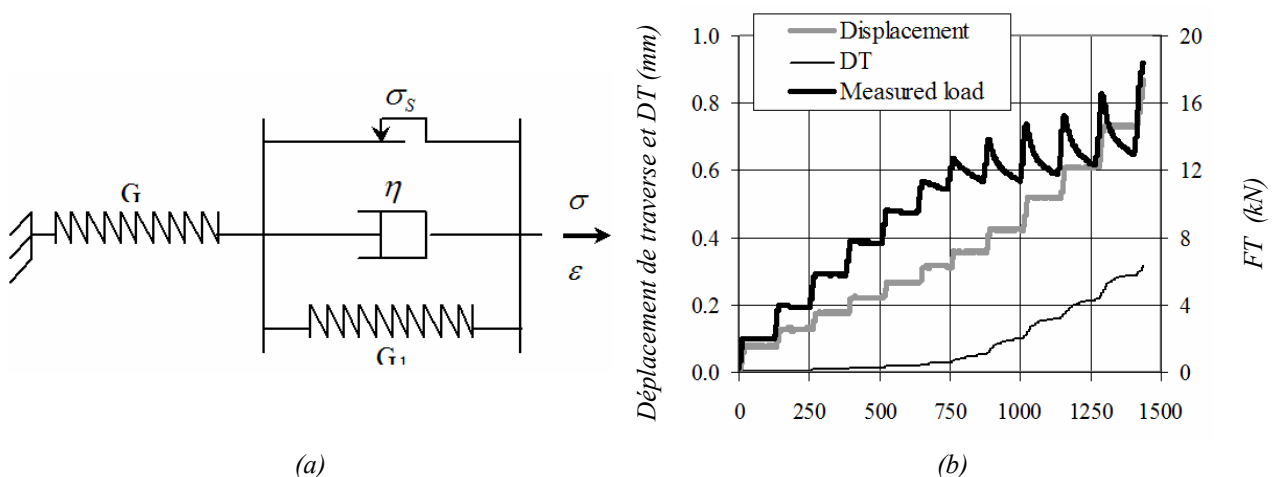 σS
G
η
σ
ε
G1
(a)
Displacement
DT
Measured load
Déplacement de traverse et DT (mm)
1.0
0.8
0.6
0.4
0.2
0.0
20
16
12
8
4
0
FT (kN)
0 250 500 750 1000 1250 1500
(b)